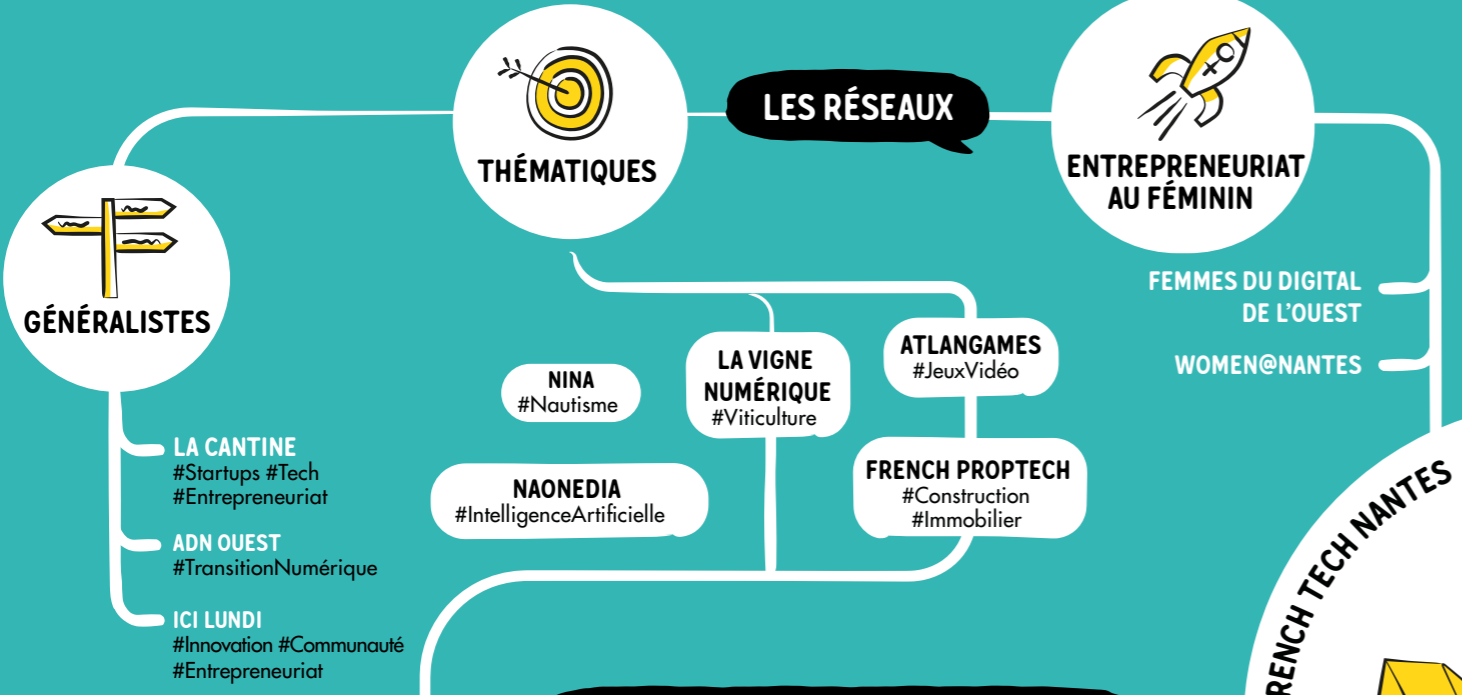 LES RÉSEAUX
THÉMATIQUES
ENTREPRENEURIAT
AU FÉMININ
GÉNÉRALISTES
FEMMES DU DIGITAL
DE L'OUEST
WOMEN@NANTES
ATLANGAMES
#JeuxVidéo
LA VIGNE
NUMÉRIQUE
#Viticulture
NINA
#Nautisme
FRENCH PROPTECH
#Construction
#Immobilier
NAONEDIA
#IntelligenceArtificielle
LA CANTINE
#Startups #Tech
#Entrepreneuriat
ADN OUEST
#TransitionNumérique
ICI LUNDI
#Innovation #Communauté
#Entrepreneuriat
RENCH TECH NANTES